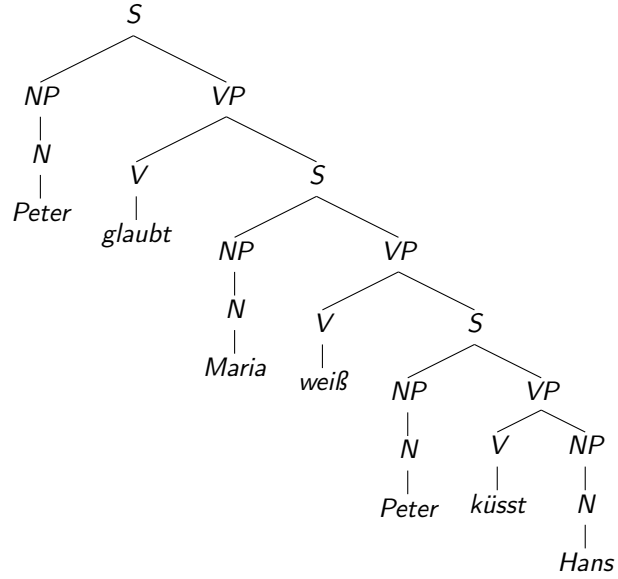 S
NP VP
N V S
Peter glaubt NP VP
N V S
Maria weiß NP VP
N V NP
Peter küsst N
Hans